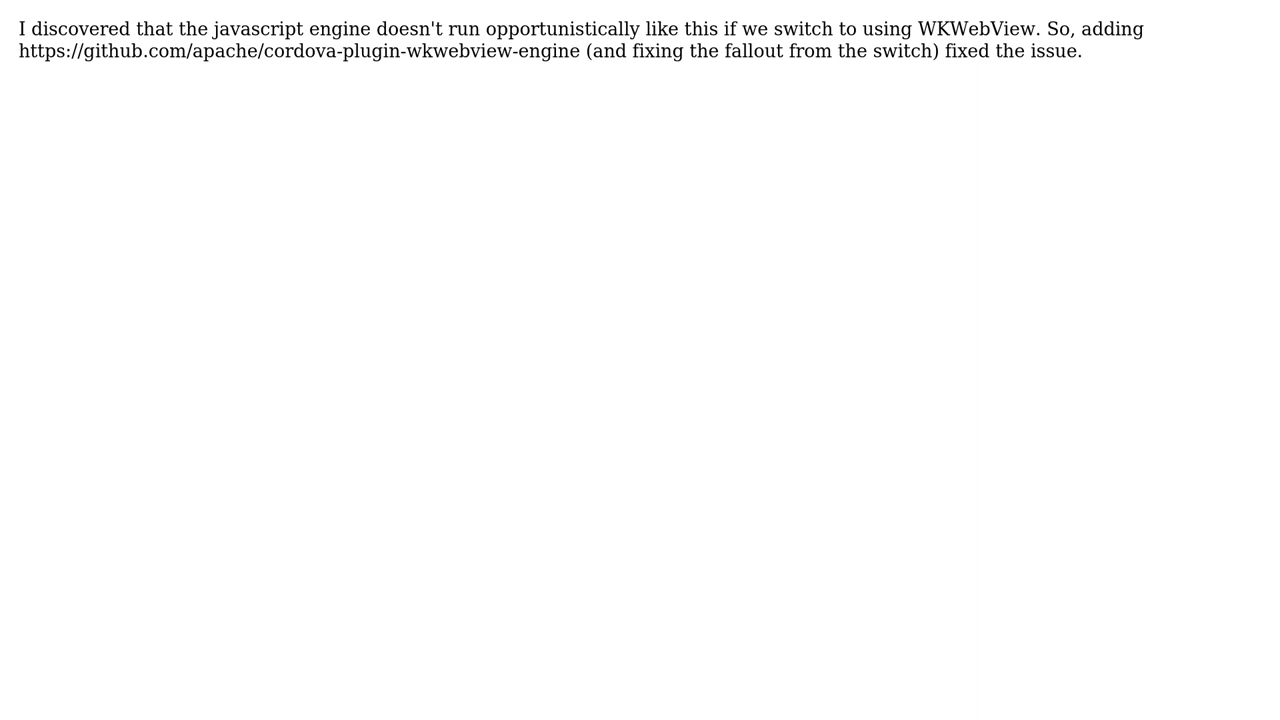 I discovered that the javascript engine doesn't run opportunistically like this if we switch to using WKWebView. So, adding
https://github.com/apache/cordova-plugin-wkwebview-engine (and fixing the fallout from the switch) fixed the issue.